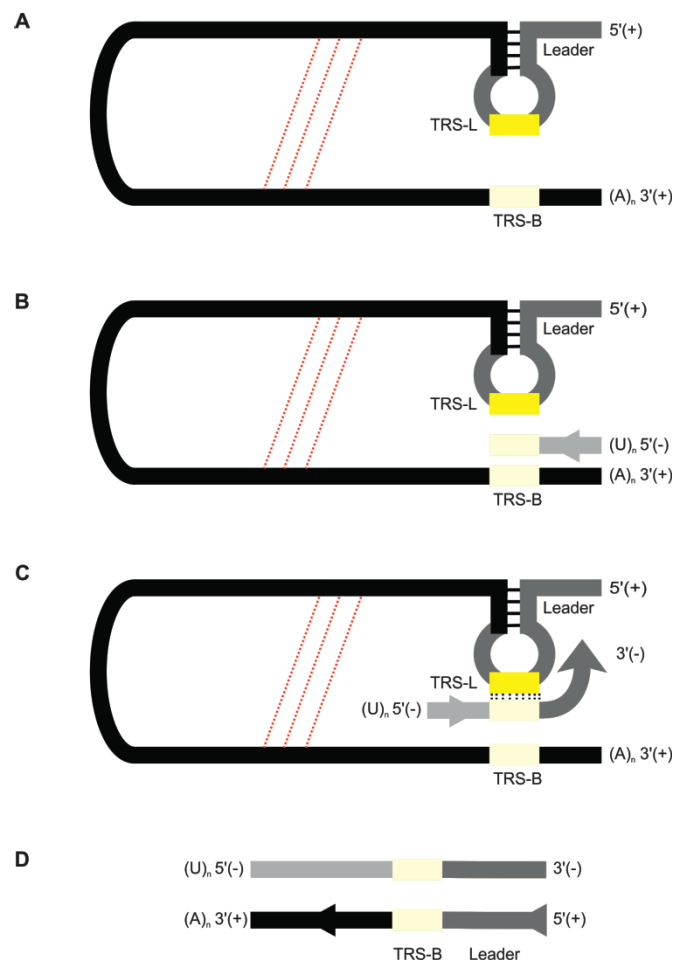 A
5'(+)
Leader
TRS-L
(A)n 3'(+)
TRS-B
B
5'(+)
Leader
TRS-L
(U)n 5'(-)
(A)n 3'(+)
TRS-B
C
5'(+)
Leader
3'(-)
TRS-L
(U)n 5'(-)
(A)n 3'(+)
TRS-B
D
(U)n 5'(-) 3'(-)
(A)n 3'(+) 5'(+)
TRS-B Leader